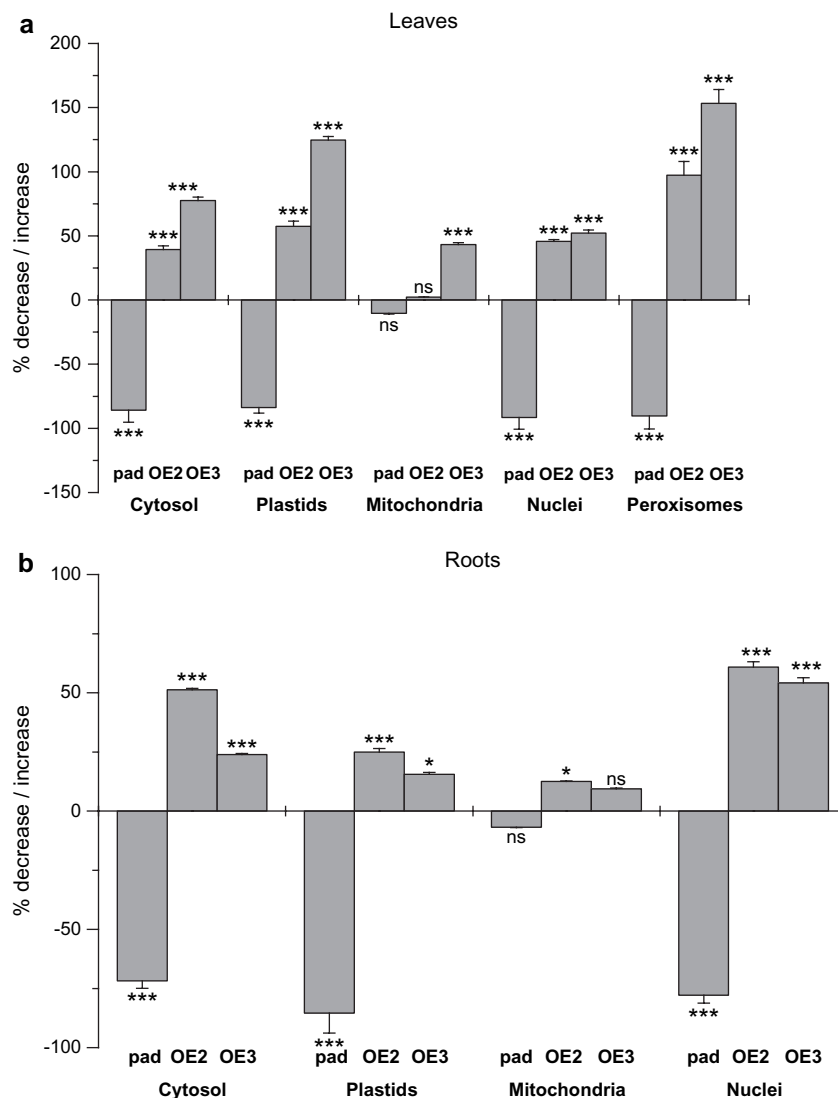 a
Leaves
% decrease / increase
200
150
100
50
0
-50
-100
-150
*** *** ***
*** *** ***
ns ns ***
*** *** ***
*** *** ***
pad OE2 OE3 pad OE2 OE3 pad OE2 OE3 pad OE2 OE3 pad OE2 OE3
Cytosol Plastids Mitochondria Nuclei Peroxisomes
b
Roots
% decrease / increase
100
50
0
-50
-100
*** *** ***
*** *** *
ns * ns
*** *** ***
pad OE2 OE3 pad OE2 OE3 pad OE2 OE3 pad OE2 OE3
Cytosol Plastids Mitochondria Nuclei